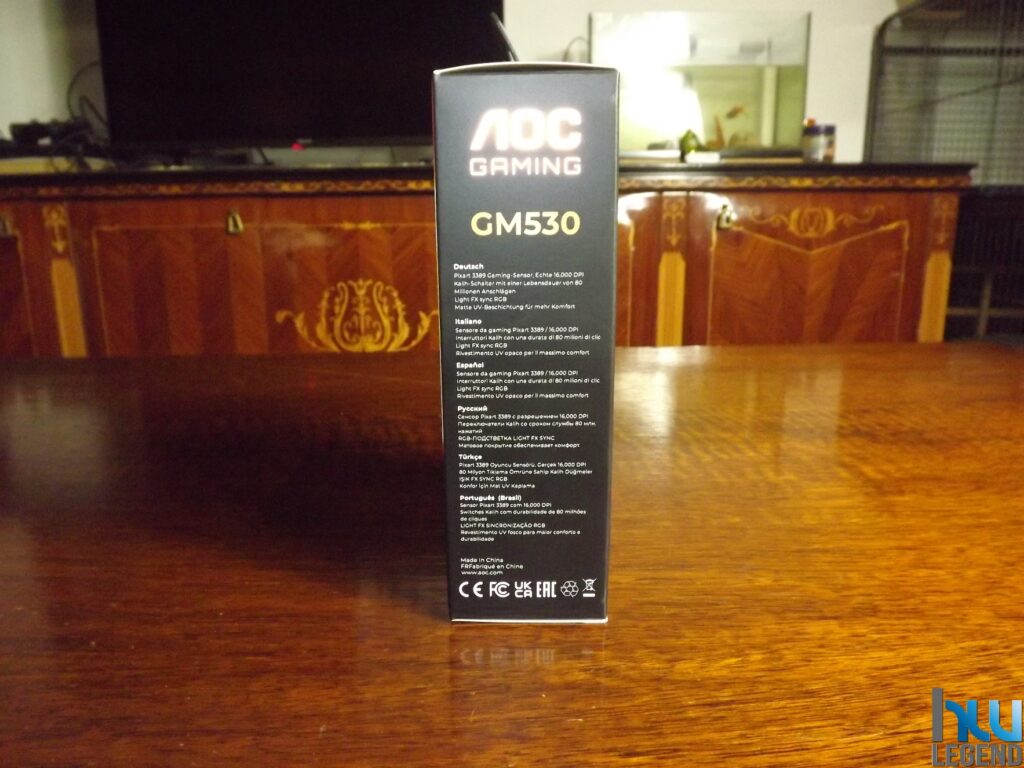 AOC
GAMING
GM530
Deutsch
Pixart 3389 Gaming-Sensor, Echte 16,000 DPI
Kailh-Schalter mit einer Lebensdauer von 80
Millionen Anschlägen
Light FX sync RGB
Matte UV-Beschichtung für mehr Komfort
Italiano
Sensore da gaming Pixart 3389 / 16,000 DPI
Interruttori Kailh con una durata di 80 milioni di clic
Light FX sync RGB
Rivestimento UV opaco per il massimo comfort
Español
Sensore da gaming Pixart 3389 / 16,000 DPI
Interruttori Kailh con una durata di 80 milioni di clic
Light FX sync RGB
Rivestimento UV opaco per il massimo comfort
Русский
Сенсор Pixart 3389 с разрешением 16,000 DPI
Переключатели Kailh со сроком службы 80 млн.
нажатий
RGB-ПОДСВЕТКА LIGHT FX SYNC
Матовое покрытие обеспечивает комфорт
Türkçe
Pixart 3389 Oyuncu Sensörü, Gerçek 16,000 DPI
80 Milyon Tıklama Ömrüne Sahip Kailh Düğmeler
IŞIK FX SYNC RGB
Konfor İçin Mat UV Kaplama
Português (Brasil)
Sensor Pixart 3389 com 16,000 DPI
Switches Kailh com durabilidade de 80 milhões
de cliques
LIGHT FX SINCRONIZAÇÃO RGB
Revestimento UV fosco para maior conforto e
durabilidade
Made in China
FRFabriqué en Chine
www.aoc.com
CE FC UK CA EAC
hw
LEGEND